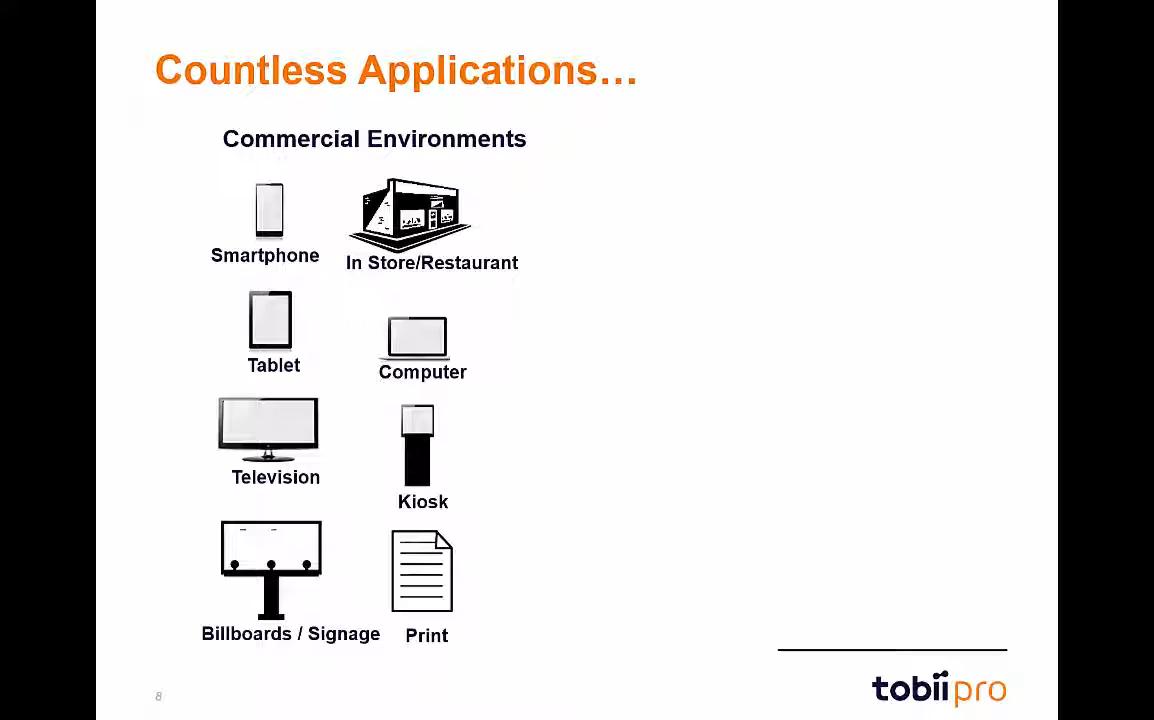 Countless Applications…
Commercial Environments
Smartphone
In Store/Restaurant
Tablet
Computer
Television
Kiosk
Billboards / Signage
Print
8
tobii pro